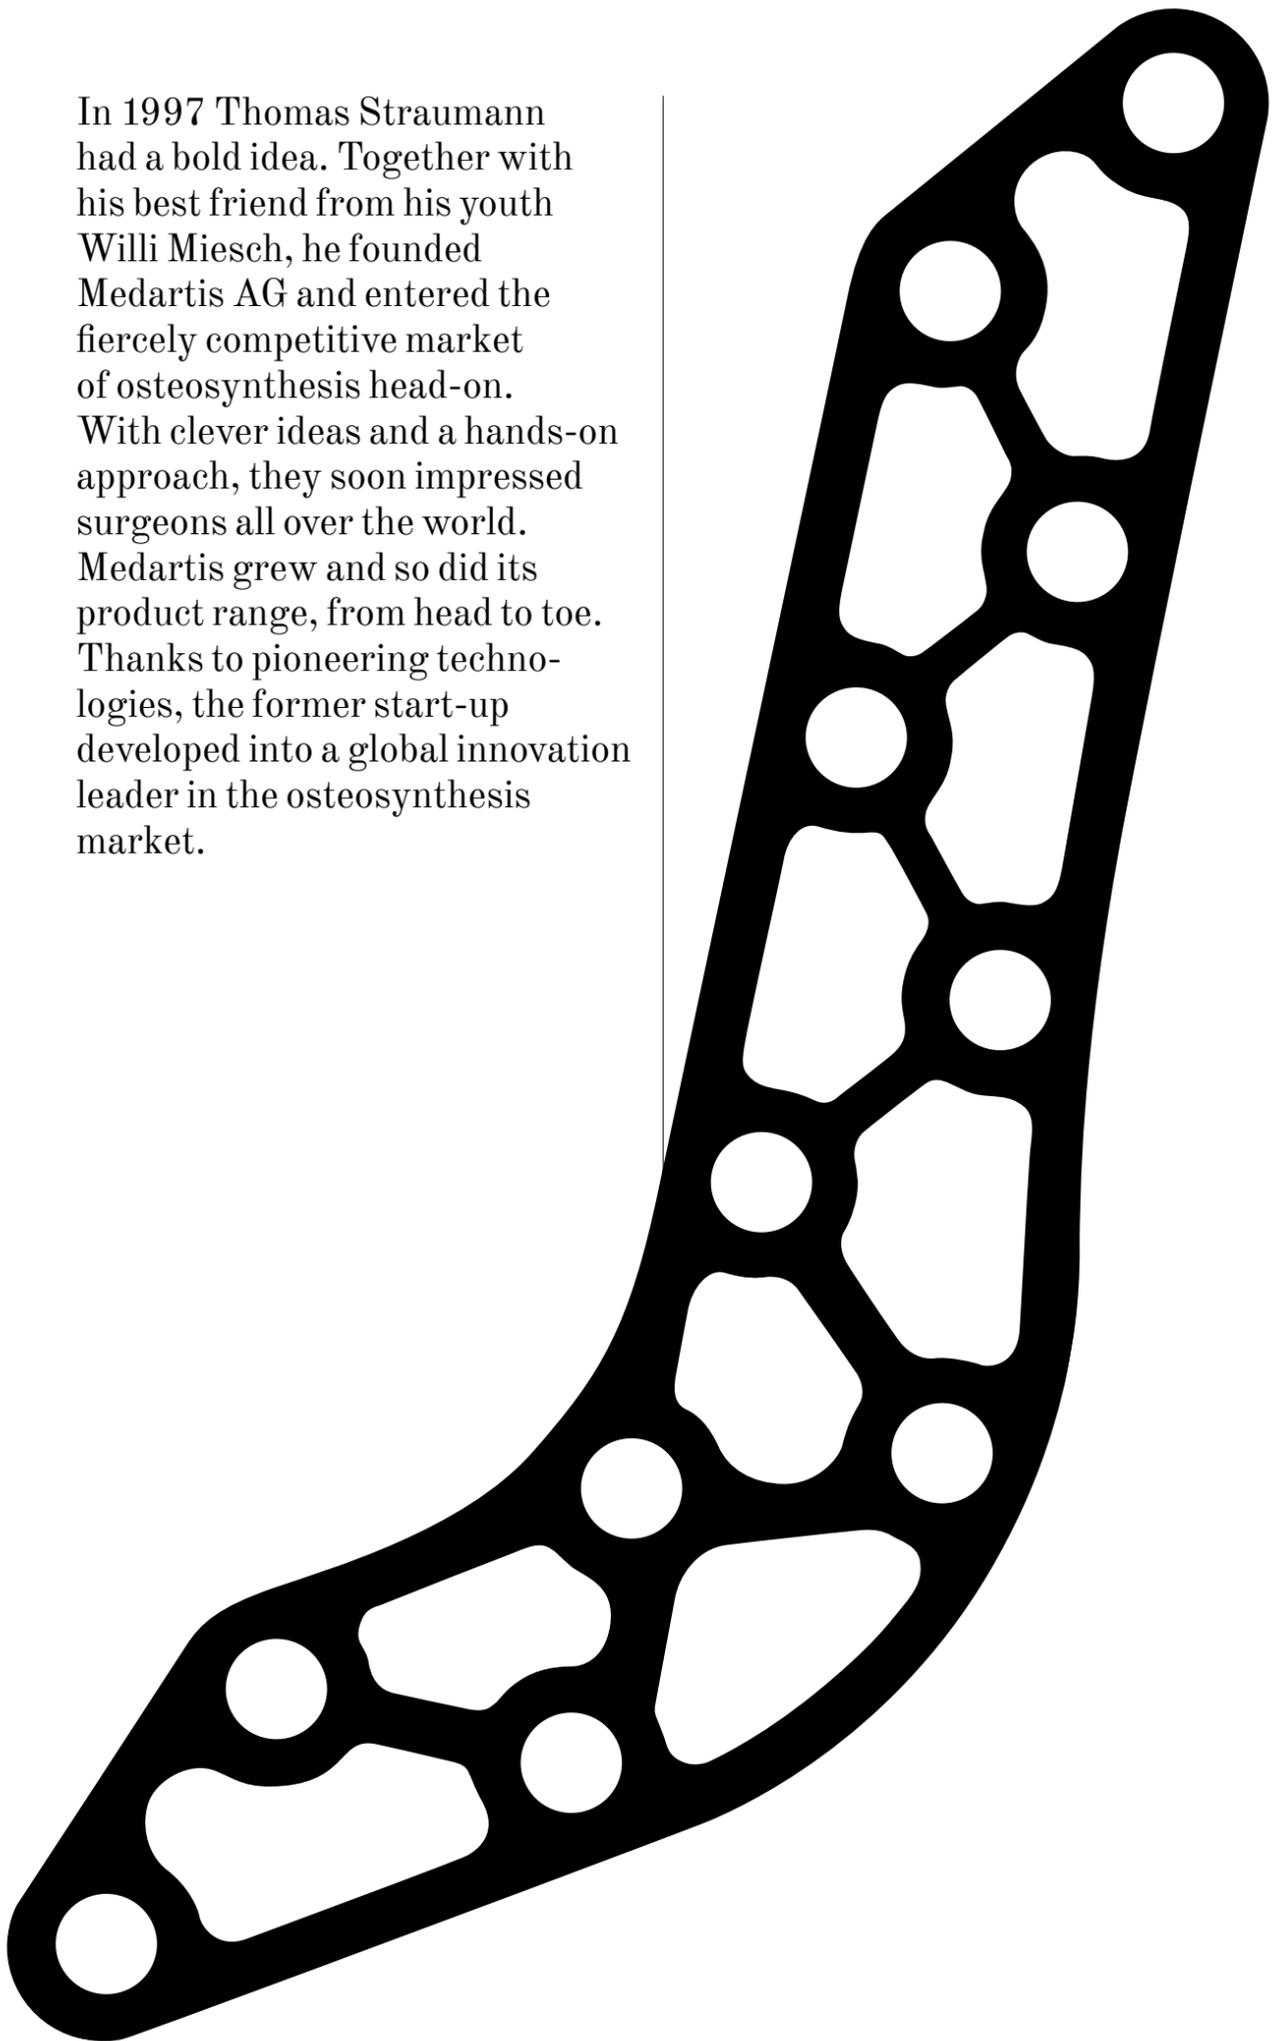 In 1997 Thomas Straumann
had a bold idea. Together with
his best friend from his youth
Willi Miesch, he founded
Medartis AG and entered the
fiercely competitive market
of osteosynthesis head-on.
With clever ideas and a hands-on
approach, they soon impressed
surgeons all over the world.
Medartis grew and so did its
product range, from head to toe.
Thanks to pioneering techno-
logies, the former start-up
developed into a global innovation
leader in the osteosynthesis
market.